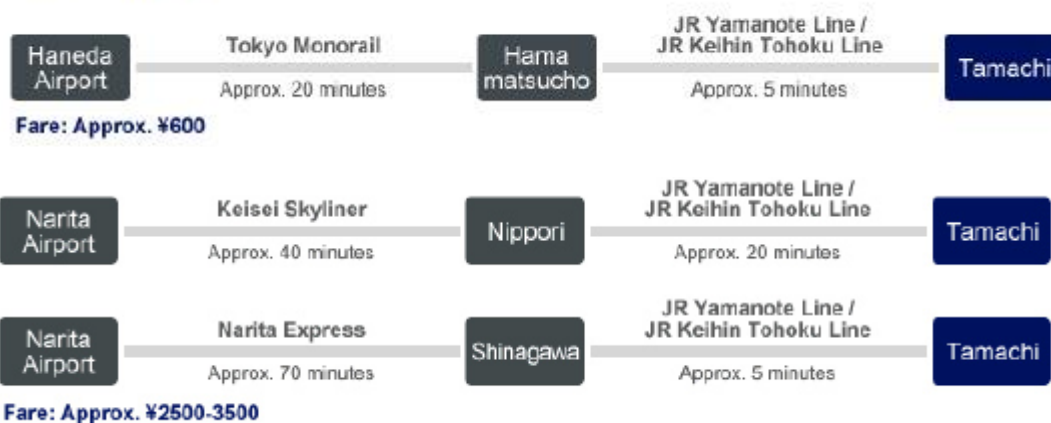 JR Yamanote Line /
JR Keihin Tohoku Line
Haneda
Airport
Tokyo Monorail
Approx. 20 minutes
Hama
matsucho
Approx. 5 minutes
Tamachi
Fare: Approx. ¥600
JR Yamanote Line /
JR Keihin Tohoku Line
Narita
Airport
Keisei Skyliner
Approx. 40 minutes
Nippori
Approx. 20 minutes
Tamachi
JR Yamanote Line /
JR Keihin Tohoku Line
Narita
Airport
Narita Express
Approx. 70 minutes
Shinagawa
Approx. 5 minutes
Tamachi
Fare: Approx. ¥2500-3500